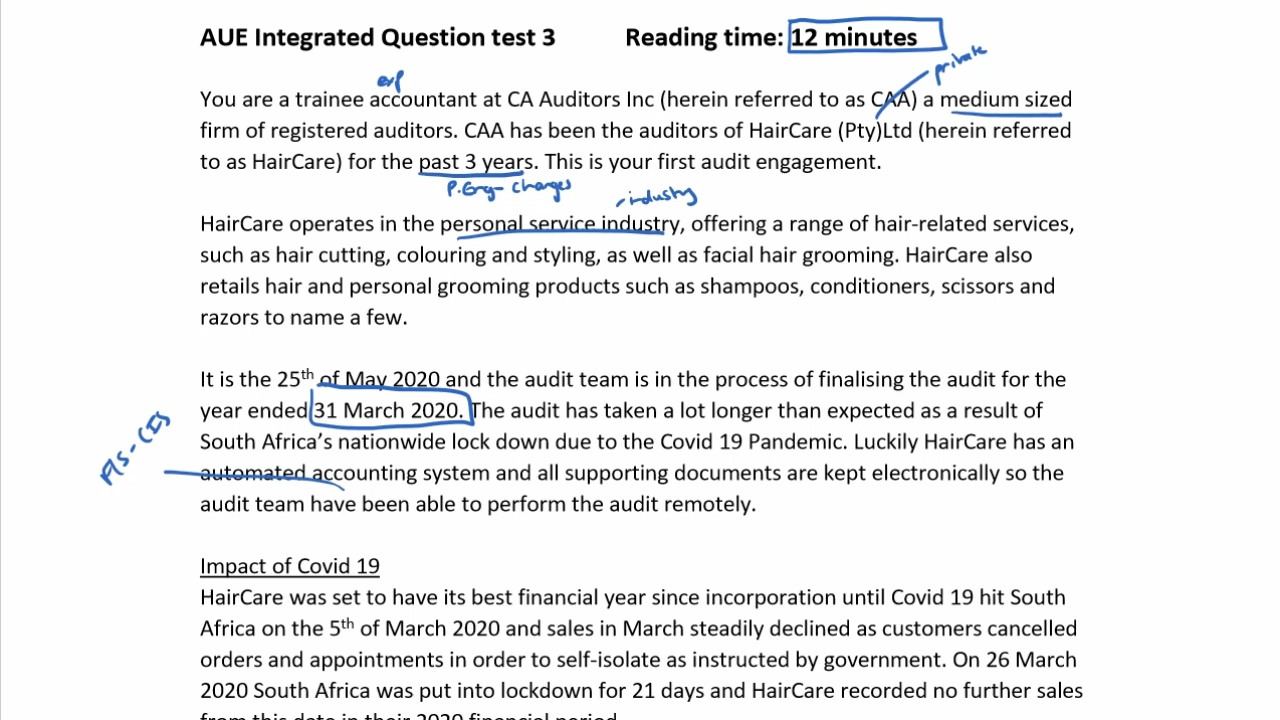 AUE Integrated Question test 3 Reading time: 12 minutes
private
exp
You are a trainee accountant at CA Auditors Inc (herein referred to as CAA) a medium sized
firm of registered auditors. CAA has been the auditors of HairCare (Pty)Ltd (herein referred
to as HairCare) for the past 3 years. This is your first audit engagement.
P.Eng- changes
industry
HairCare operates in the personal service industry, offering a range of hair-related services,
such as hair cutting, colouring and styling, as well as facial hair grooming. HairCare also
retails hair and personal grooming products such as shampoos, conditioners, scissors and
razors to name a few.
It is the 25th of May 2020 and the audit team is in the process of finalising the audit for the
year ended 31 March 2020. The audit has taken a lot longer than expected as a result of
South Africa's nationwide lock down due to the Covid 19 Pandemic. Luckily HairCare has an
automated accounting system and all supporting documents are kept electronically so the
audit team have been able to perform the audit remotely.
Impact of Covid 19
HairCare was set to have its best financial year since incorporation until Covid 19 hit South
Africa on the 5th of March 2020 and sales in March steadily declined as customers cancelled
orders and appointments in order to self-isolate as instructed by government. On 26 March
2020 South Africa was put into lockdown for 21 days and HairCare recorded no further sales
from this date in their 2020 financial period.